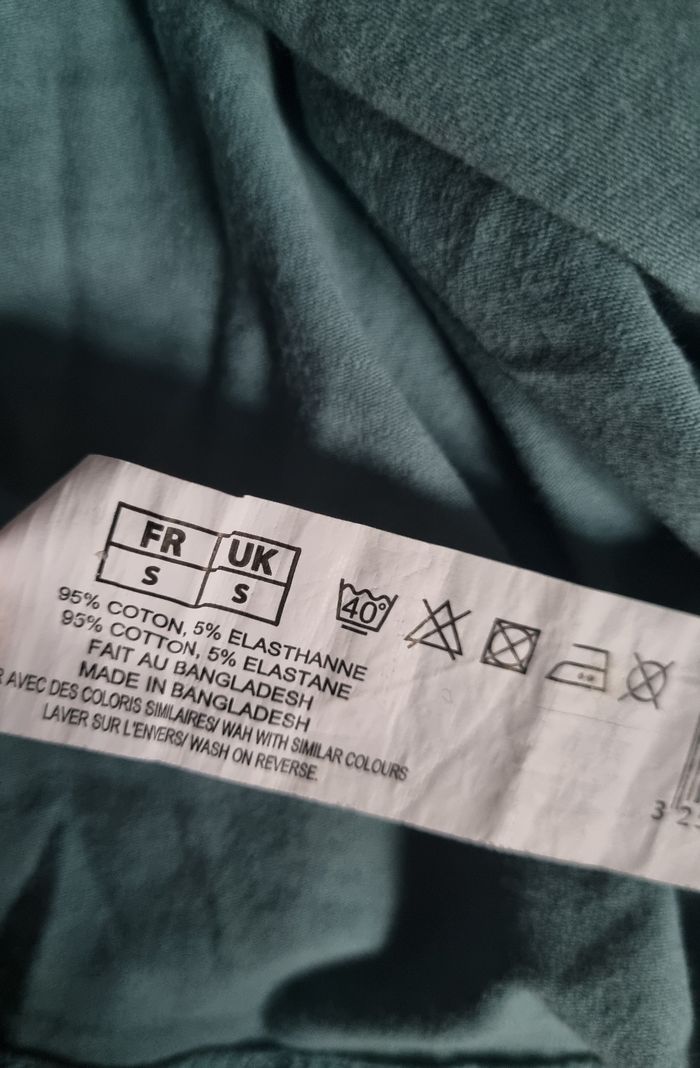 FR UK
S S
40°
95% COTON, 5% ELASTHANNE
95% COTTON, 5% ELASTANE
FAIT AU BANGLADESH
MADE IN BANGLADESH
AVEC DES COLORIS SIMILAIRES/ WAH WITH SIMILAR COLOURS
LAVER SUR L'ENVERS/ WASH ON REVERSE.
3